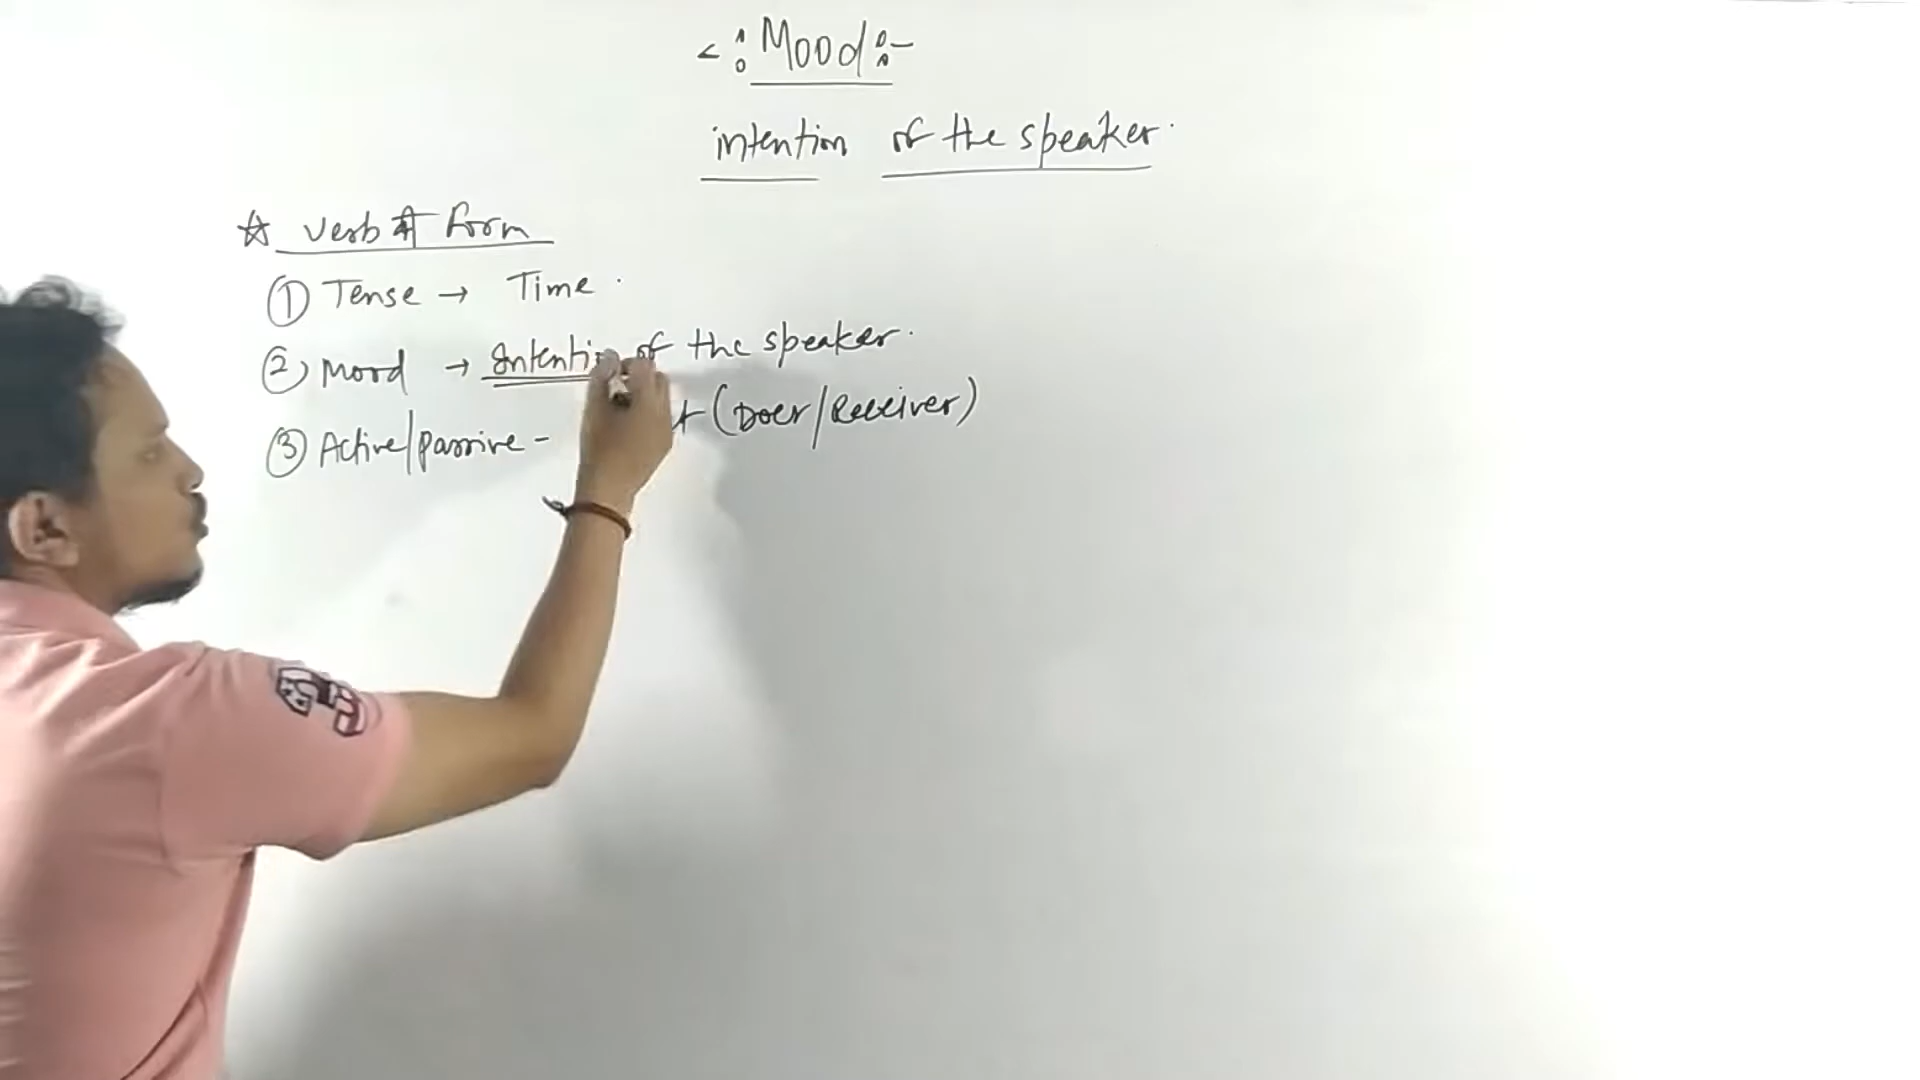 Mood:-
intention of the speaker.
☆ Verb की form
① Tense → Time.
② Mood → Intention of the speaker.
③ Active/passive - (Doer/Receiver)